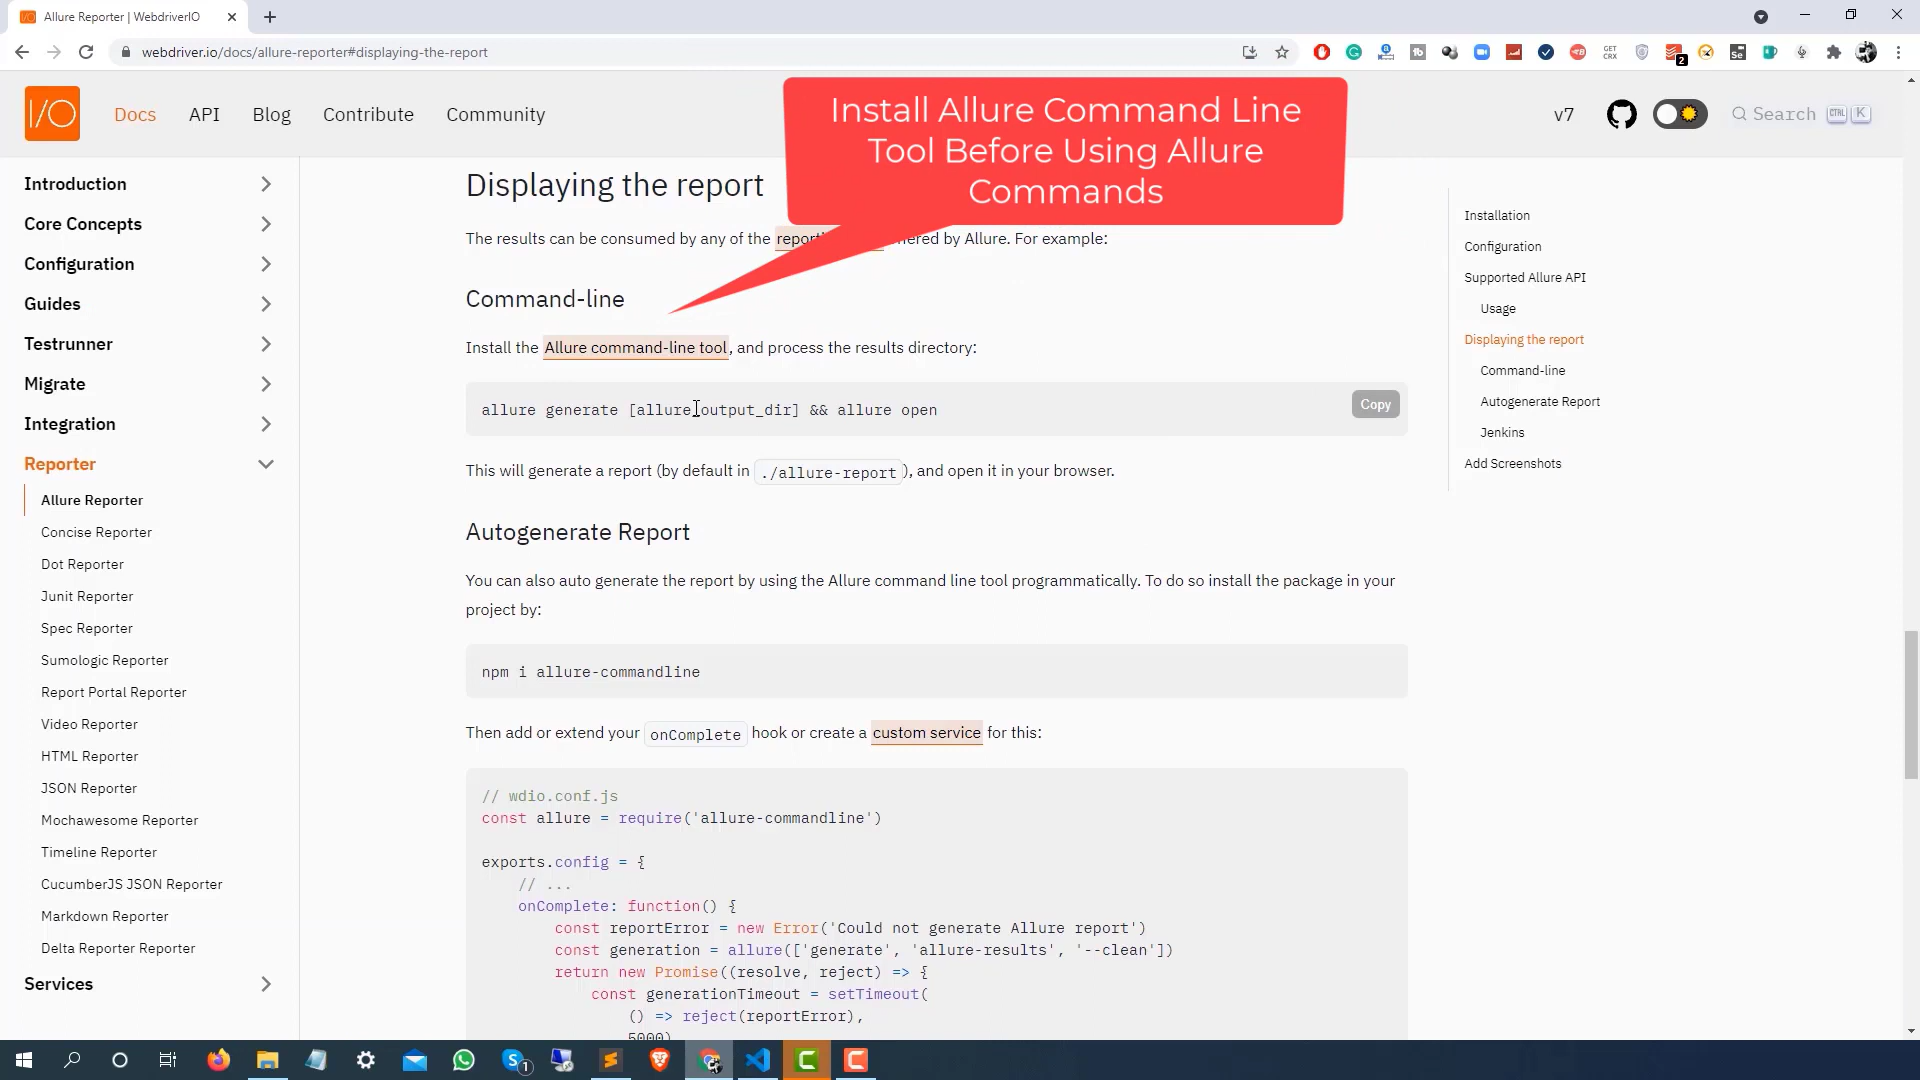 Allure Reporter | WebdriverIO
webdriver.io/docs/allure-reporter#displaying-the-report
GET
CRX
Se
2
I/O
Docs
API
Blog
Contribute
Community
v7
Search
CTRL
K
Install Allure Command Line
Tool Before Using Allure
Commands
Introduction
Core Concepts
Configuration
Guides
Testrunner
Migrate
Integration
Reporter
Allure Reporter
Concise Reporter
Dot Reporter
Junit Reporter
Spec Reporter
Sumologic Reporter
Report Portal Reporter
Video Reporter
HTML Reporter
JSON Reporter
Mochawesome Reporter
Timeline Reporter
CucumberJS JSON Reporter
Markdown Reporter
Delta Reporter Reporter
Services
Displaying the report
The results can be consumed by any of the by Allure. For example:
Command-line
Install the Allure command-line tool, and process the results directory:
allure generate [allure_output_dir] && allure open
Copy
This will generate a report (by default in ./allure-report), and open it in your browser.
Autogenerate Report
You can also auto generate the report by using the Allure command line tool programmatically. To do so install the package in your
project by:
npm i allure-commandline
Then add or extend your onComplete hook or create a custom service for this:
// wdio.conf.js
const allure = require('allure-commandline')
exports.config = {
// ...
onComplete: function() {
const reportError = new Error('Could not generate Allure report')
const generation = allure(['generate', 'allure-results', '--clean'])
return new Promise((resolve, reject) => {
const generationTimeout = setTimeout(
() => reject(reportError),
5000)
Installation
Configuration
Supported Allure API
Usage
Displaying the report
Command-line
Autogenerate Report
Jenkins
Add Screenshots
1